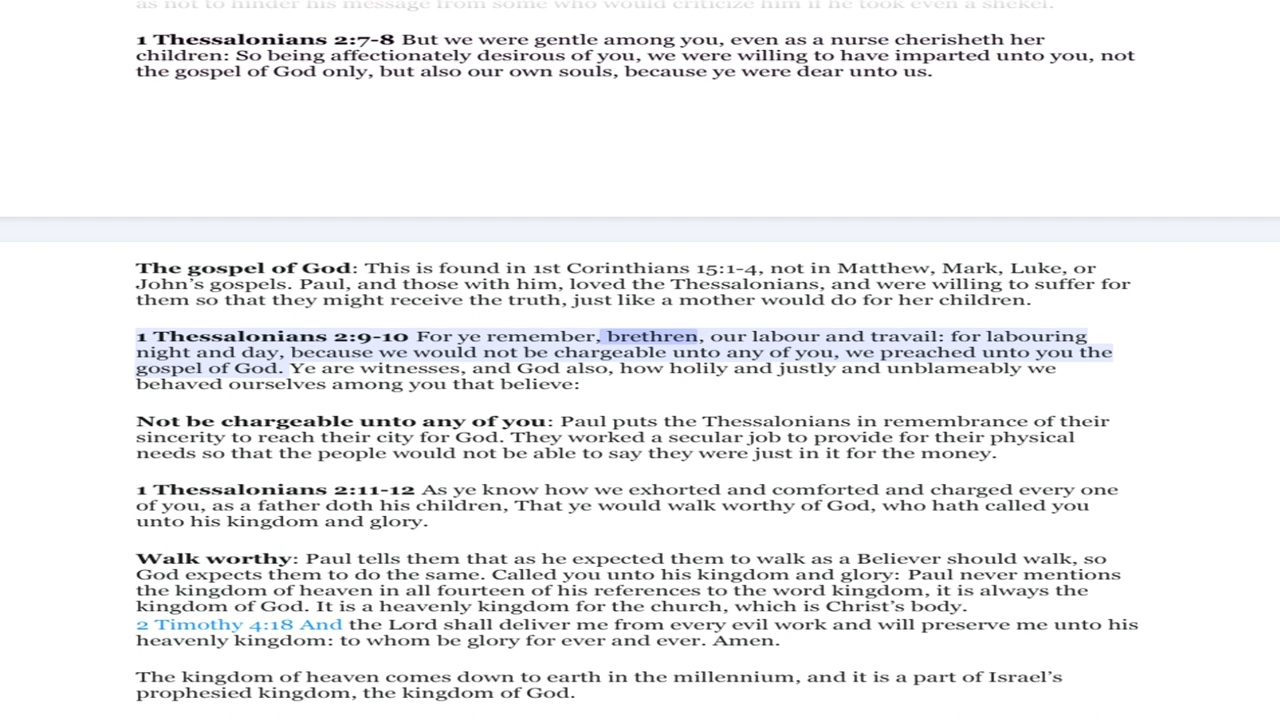 as not to hinder his message from some who would criticize him if he took even a shekel.
1 Thessalonians 2:7-8 But we were gentle among you, even as a nurse cherisheth her
children: So being affectionately desirous of you, we were willing to have imparted unto you, not
the gospel of God only, but also our own souls, because ye were dear unto us.
The gospel of God: This is found in 1st Corinthians 15:1-4, not in Matthew, Mark, Luke, or
John's gospels. Paul, and those with him, loved the Thessalonians, and were willing to suffer for
them so that they might receive the truth, just like a mother would do for her children.
1 Thessalonians 2:9-10 For ye remember, brethren, our labour and travail: for labouring
night and day, because we would not be chargeable unto any of you, we preached unto you the
gospel of God. Ye are witnesses, and God also, how holily and justly and unblameably we
behaved ourselves among you that believe:
Not be chargeable unto any of you: Paul puts the Thessalonians in remembrance of their
sincerity to reach their city for God. They worked a secular job to provide for their physical
needs so that the people would not be able to say they were just in it for the money.
1 Thessalonians 2:11-12 As ye know how we exhorted and comforted and charged every one
of you, as a father doth his children, That ye would walk worthy of God, who hath called you
unto his kingdom and glory.
Walk worthy: Paul tells them that as he expected them to walk as a Believer should walk, so
God expects them to do the same. Called you unto his kingdom and glory: Paul never mentions
the kingdom of heaven in all fourteen of his references to the word kingdom, it is always the
kingdom of God. It is a heavenly kingdom for the church, which is Christ's body.
2 Timothy 4:18 And the Lord shall deliver me from every evil work and will preserve me unto his
heavenly kingdom: to whom be glory for ever and ever. Amen.
The kingdom of heaven comes down to earth in the millennium, and it is a part of Israel's
prophesied kingdom, the kingdom of God.